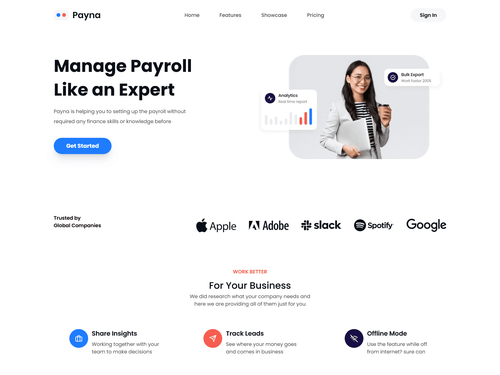 Payna
Home
Features
Showcase
Pricing
Sign In
Manage Payroll
Like an Expert
Payna is helping you to setting up the payroll without
required any finance skills or knowledge before
Get Started
Bulk Export
Work faster 200%
Analytics
Real time report
Trusted by
Global Companies
Apple
Adobe
slack
Spotify
Google
WORK BETTER
For Your Business
We did research what your company needs and
here we are providing all of them just for you
Share Insights
Working together with your
team to make decisions
Track Leads
See where your money goes
and comes in business
Offline Mode
Use the feature while off
from internet? sure can